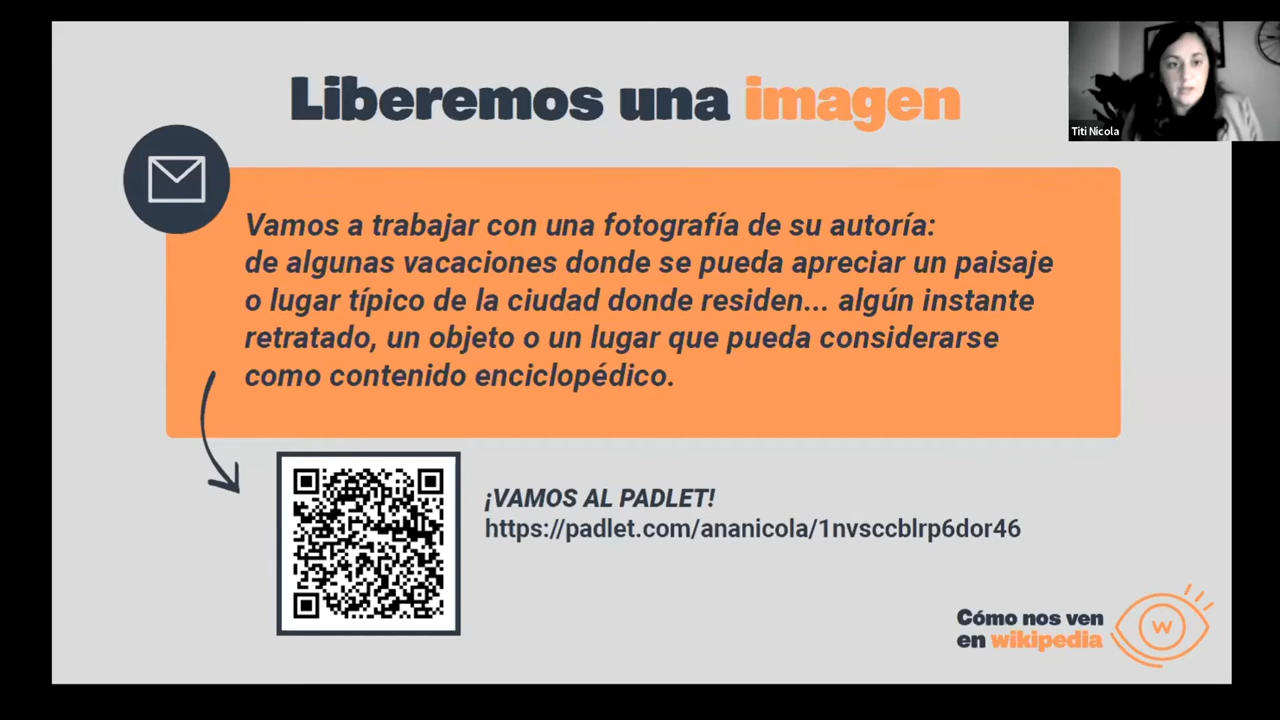 Liberemos una imagen
Titi Nicola
Vamos a trabajar con una fotografía de su autoría:
de algunas vacaciones donde se pueda apreciar un paisaje
o lugar típico de la ciudad donde residen... algún instante
retratado, un objeto o un lugar que pueda considerarse
como contenido enciclopédico.
¡VAMOS AL PADLET!
https://padlet.com/ananicola/1nvsccblrp6dor46
Cómo nos ven
en wikipedia
W